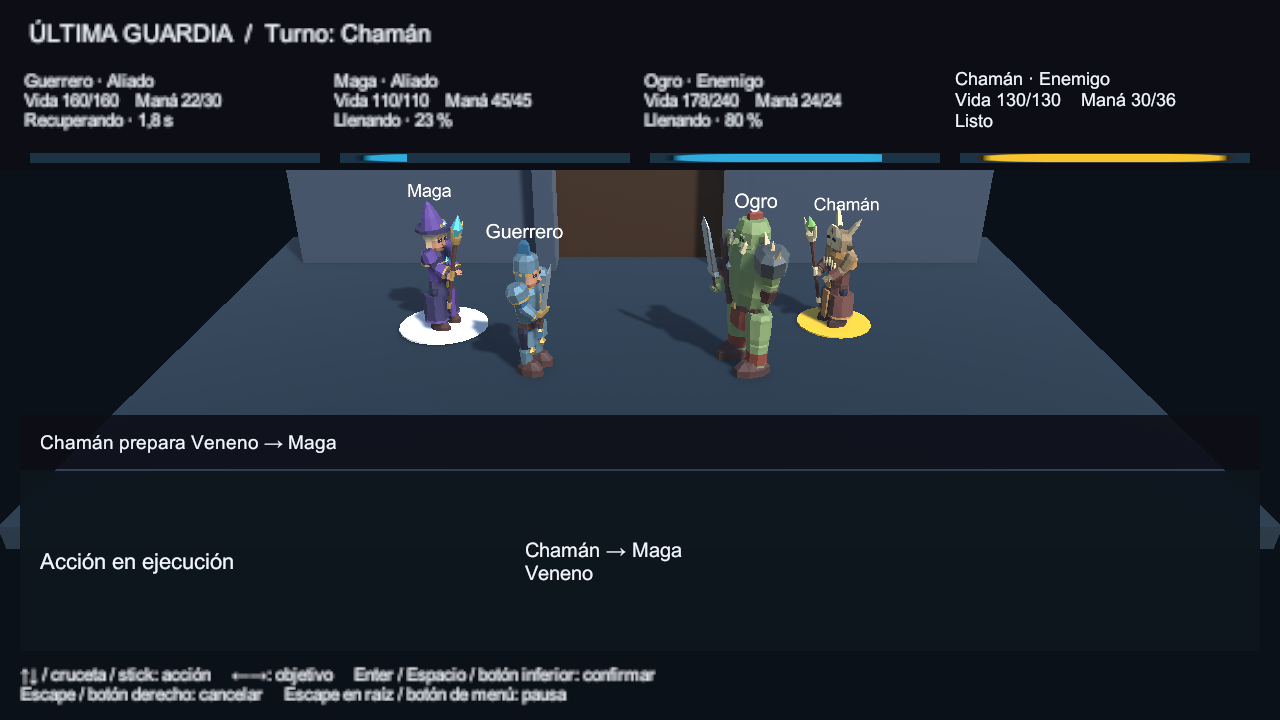 ÚLTIMA GUARDIA / Turno: Chamán
Guerrero · Aliado
Vida 160/160 Maná 22/30
Recuperando · 1,8 s
Maga · Aliado
Vida 110/110 Maná 45/45
Llenando · 23 %
Ogro · Enemigo
Vida 178/240 Maná 24/24
Llenando · 80 %
Chamán · Enemigo
Vida 130/130 Maná 30/36
Listo
Maga
Guerrero
Ogro
Chamán
Chamán prepara Veneno → Maga
Acción en ejecución
Chamán → Maga
Veneno
↑↓ / cruceta / stick: acción ←→: objetivo Enter / Espacio / botón inferior: confirmar
Escape / botón derecho: cancelar Escape en raíz / botón de menú: pausa